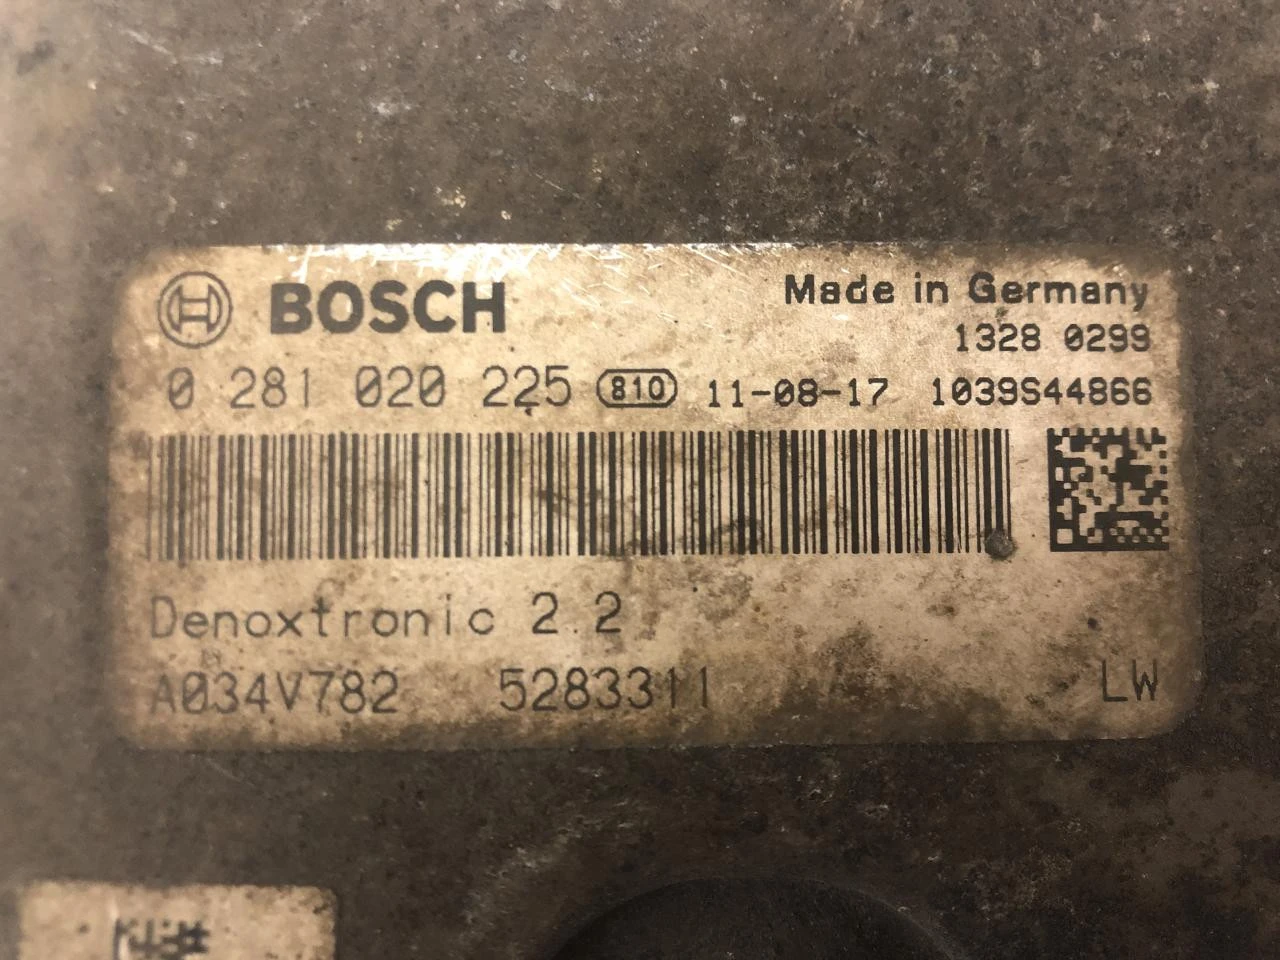 BOSCH
Made in Germany
1328 0299
0 281 020 225 810 11-08-17 1039S44866
Denoxtronic 2.2
A034V782 5283311 LW